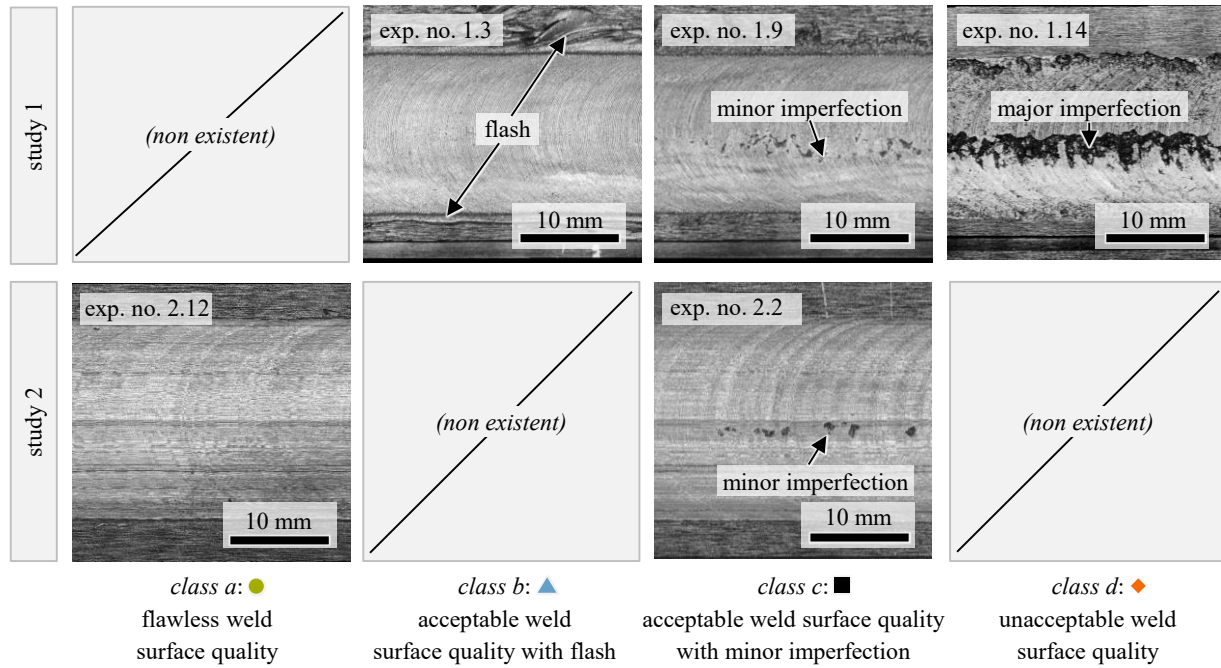 study 1
(non existent)
exp. no. 1.3
flash
10 mm
exp. no. 1.9
minor imperfection
10 mm
exp. no. 1.14
major imperfection
10 mm
study 2
exp. no. 2.12
10 mm
(non existent)
exp. no. 2.2
minor imperfection
10 mm
(non existent)
class a:
flawless weld
surface quality
class b:
acceptable weld
surface quality with flash
class c:
acceptable weld surface quality
with minor imperfection
class d:
unacceptable weld
surface quality